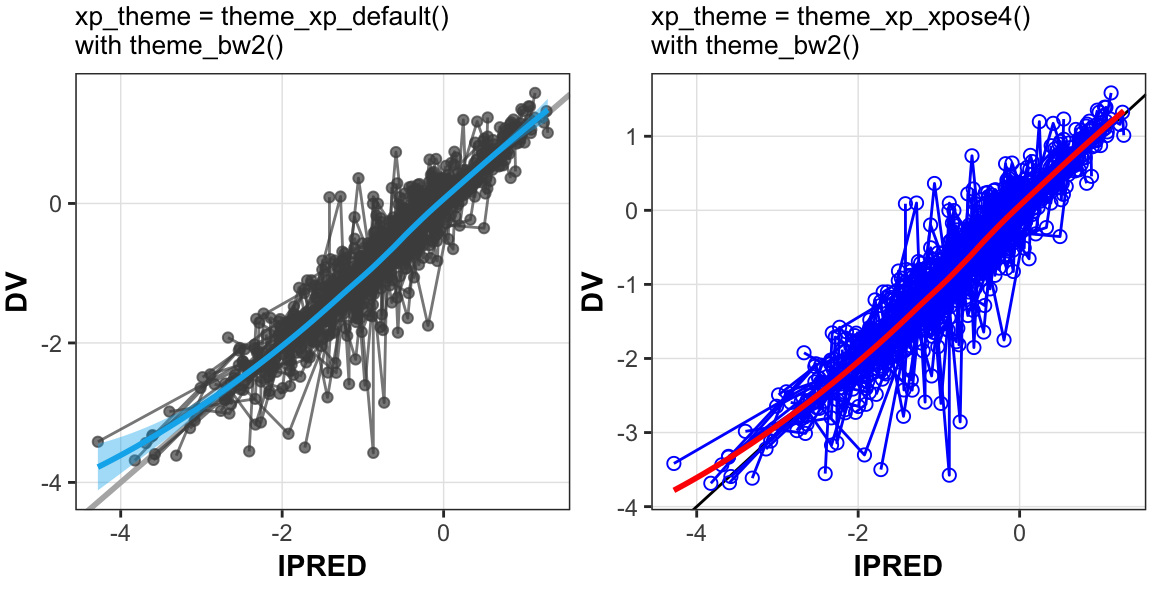 xp_theme = theme_xp_default()
with theme_bw2()
DV
0
-2
-4
-4
-2
0
IPRED
xp_theme = theme_xp_xpose4()
with theme_bw2()
DV
1
0
-1
-2
-3
-4
-4
-2
0
IPRED